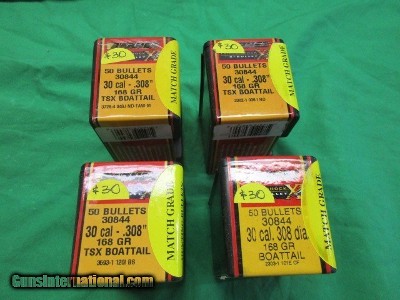 $30
50 BULLETS
30844
30 cal - .308"
168 GR
TSX BOATTAIL
MATCH GRADE
$30
50 BULLETS
30844
30 cal - .308"
168 GR
TSX BOATTAIL
MATCH GRADE
$30
50 BULLETS
30844
30 cal - .308"
168 GR
TSX BOATTAIL
MATCH GRADE
$30
50 BULLETS
30844
30 cal. 308 dia.
168 GR
BOATTAIL
MATCH GRADE
GunsInternational.com